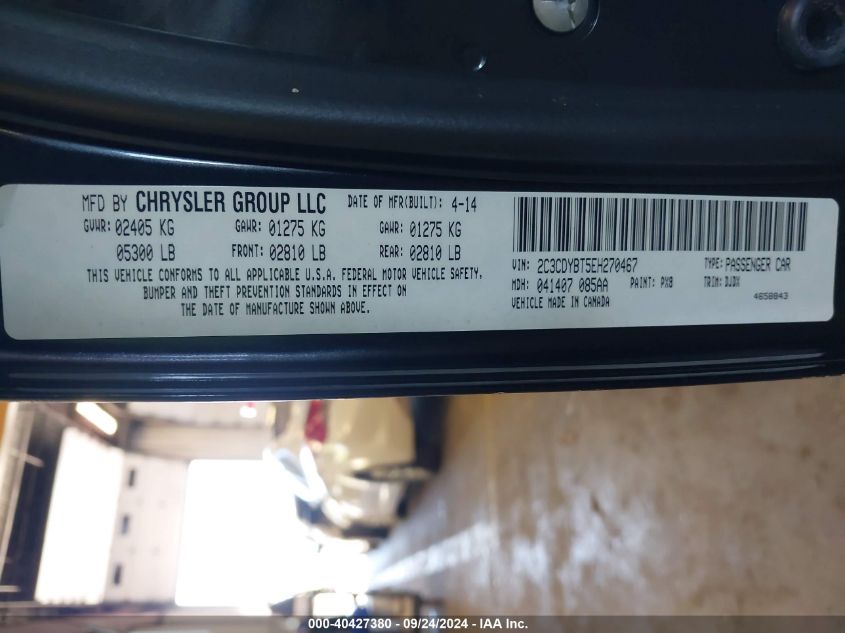 MFD BY CHRYSLER GROUP LLC DATE OF MFR(BUILT): 4-14
GVWR: 02405 KG GAWR: 01275 KG GAWR: 01275 KG
05300 LB FRONT: 02810 LB REAR: 02810 LB
THIS VEHICLE CONFORMS TO ALL APPLICABLE U.S.A. FEDERAL MOTOR VEHICLE SAFETY,
BUMPER AND THEFT PREVENTION STANDARDS IN EFFECT ON
THE DATE OF MANUFACTURE SHOWN ABOVE.
VIN: 2C3CDYBT5EH270467 TYPE: PASSENGER CAR
MDH: 041407 085AA PAINT: PX8 TRIM: DJDX
VEHICLE MADE IN CANADA 4658843
000-40427380 - 09/24/2024 - IAA Inc.